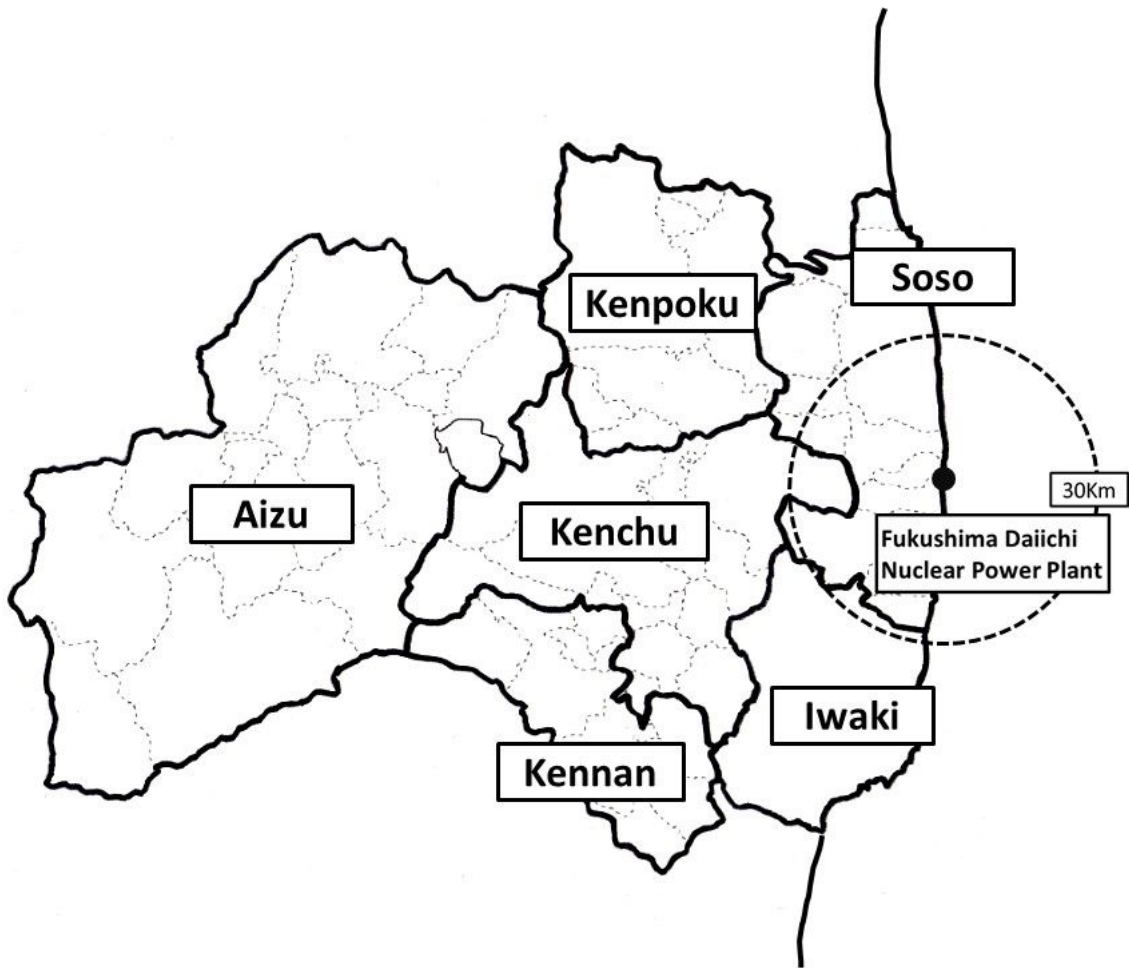 Soso
Kenpoku
30Km
Aizu
Kenchu
Fukushima Daiichi
Nuclear Power Plant
Iwaki
Kennan